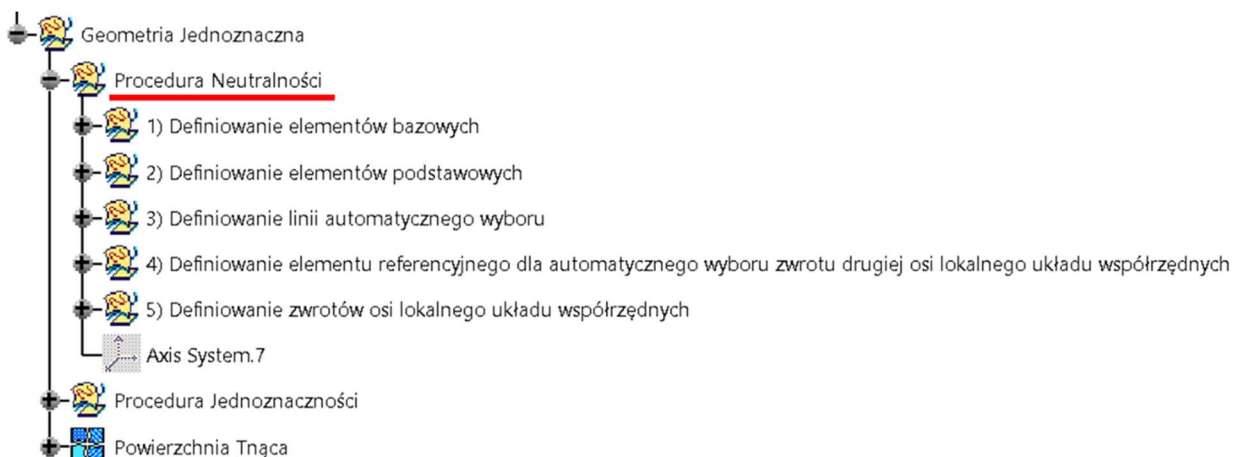 Geometria Jednoznaczna
Procedura Neutralności
1) Definiowanie elementów bazowych
2) Definiowanie elementów podstawowych
3) Definiowanie linii automatycznego wyboru
4) Definiowanie elementu referencyjnego dla automatycznego wyboru zwrotu drugiej osi lokalnego układu współrzędnych
5) Definiowanie zwrotów osi lokalnego układu współrzędnych
Axis System.7
Procedura Jednoznaczności
Powierzchnia Tnąca